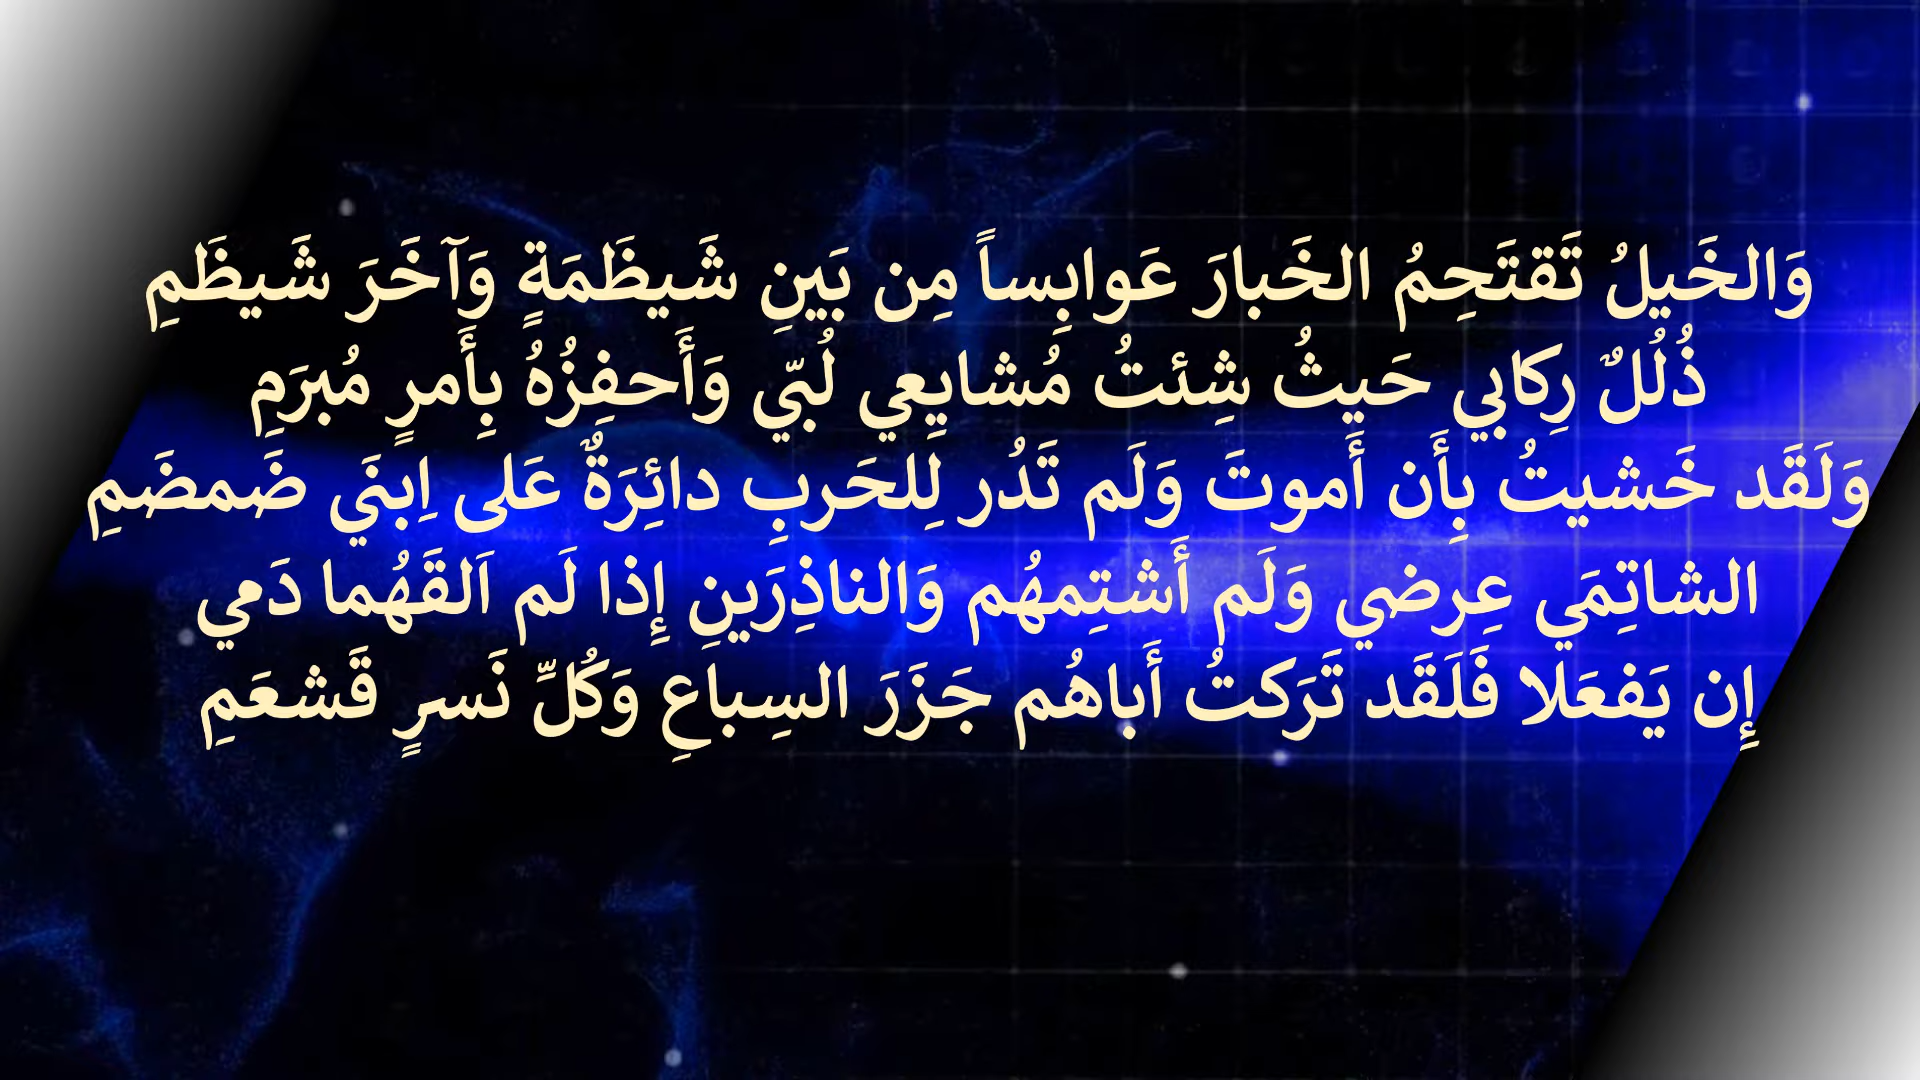 وَالخَيلُ تَقتَحِمُ الخَبارَ عَوابِساً مِن بَينِ شَيظَمَةٍ وَآخَرَ شَيظَمِ
ذُلُلٌ رِكابي حَيثُ شِئتُ مُشايِعي لُبّي وَأَحفِزُهُ بِأَمرٍ مُبرَمِ
وَلَقَد خَشيتُ بِأَن أَموتَ وَلَم تَدُر لِلحَربِ دائِرَةٌ عَلى اِبنَي ضَمضَمِ
الشاتِمَي عِرضي وَلَم أَشتِمهُم وَالناذِرَينِ إِذا لَم اَلقَهُما دَمي
إِن يَفعَلا فَلَقَد تَرَكتُ أَباهُم جَزَرَ السِباعِ وَكُلِّ نَسرٍ قَشعَمِ